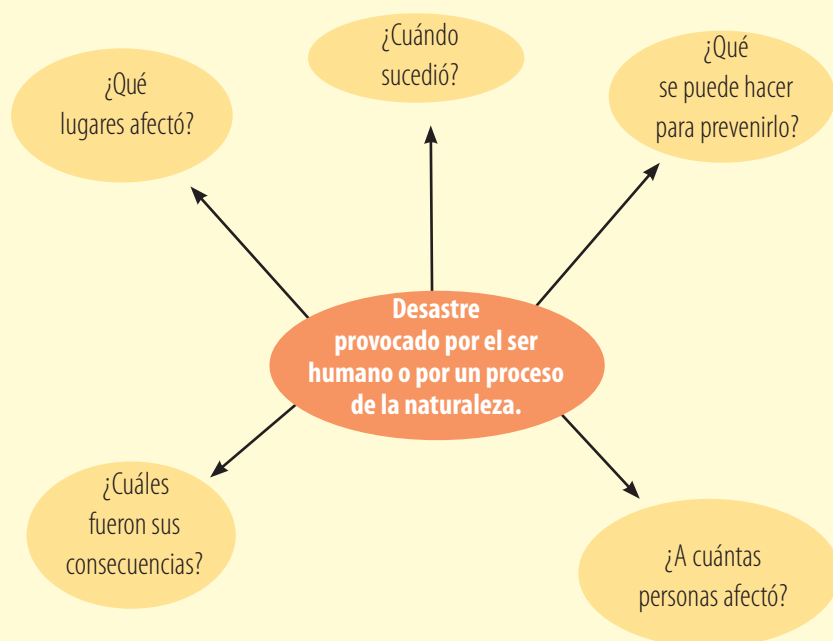 ¿Cuándo
sucedió?
¿Qué
lugares afectó?
¿Qué
se puede hacer
para prevenirlo?
Desastre
provocado por el ser
humano o por un proceso
de la naturaleza.
¿Cuáles
fueron sus
consecuencias?
¿A cuántas
personas afectó?